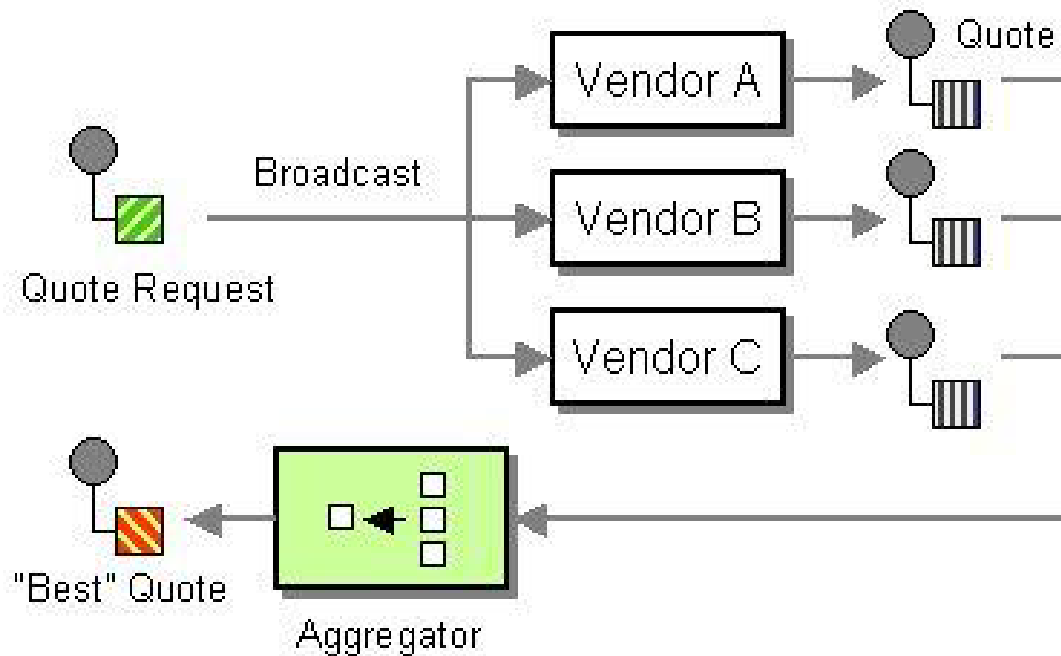 Quote
Vendor A
Broadcast
Vendor B
Quote Request
Vendor C
"Best" Quote
Aggregator